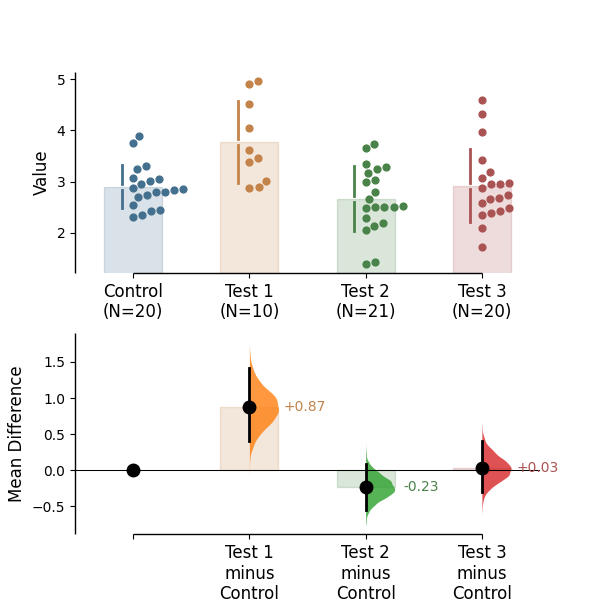 5
4
3
2
Value
Control
(N=20)
Test 1
(N=10)
Test 2
(N=21)
Test 3
(N=20)
1.5
1.0
0.5
0.0
−0.5
Mean Difference
+0.87
-0.23
+0.03
Test 1
minus
Control
Test 2
minus
Control
Test 3
minus
Control